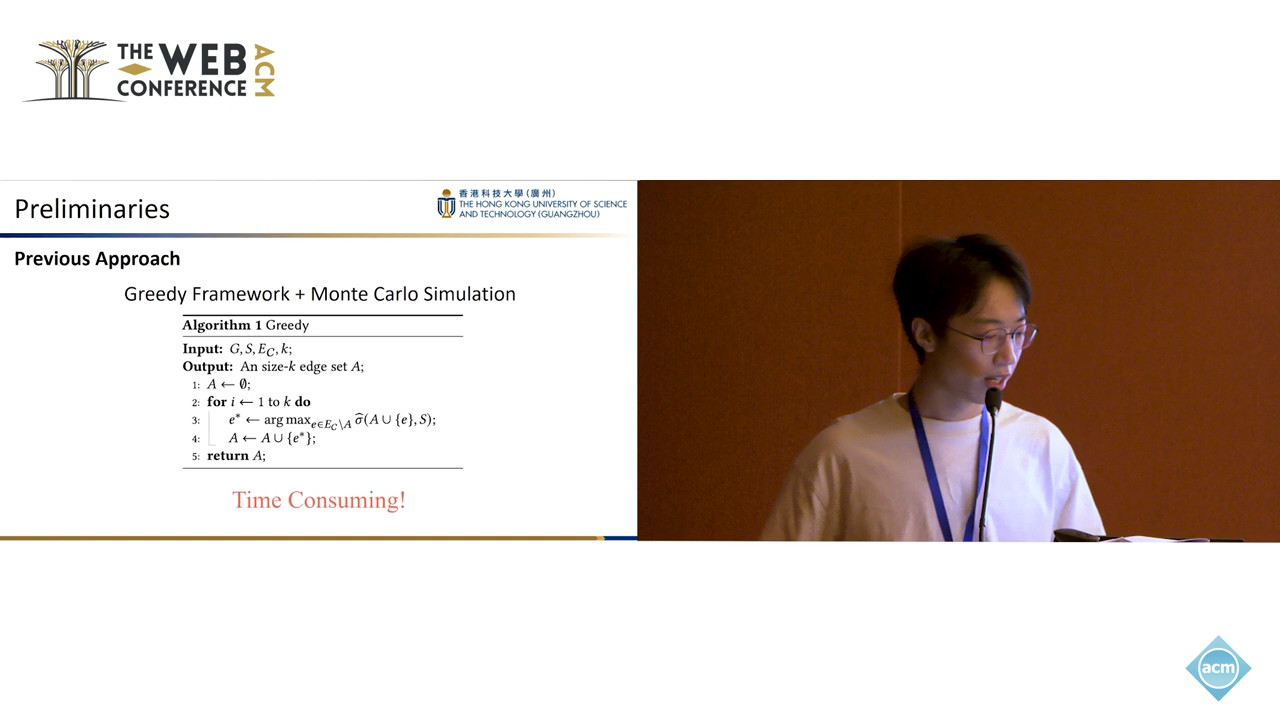 THE WEB
CONFERENCE
ACM
Preliminaries
香港科技大學(廣州)
THE HONG KONG UNIVERSITY OF SCIENCE
AND TECHNOLOGY (GUANGZHOU)
Previous Approach
Greedy Framework + Monte Carlo Simulation
Algorithm 1 Greedy
Input: G, S, E_C, k;
Output: An size-k edge set A;
1: A ← ∅;
2: for i ← 1 to k do
3: e* ← arg max_{e∈E_C\A} σ̂(A ∪ {e}, S);
4: A ← A ∪ {e*};
5: return A;
Time Consuming!
acm